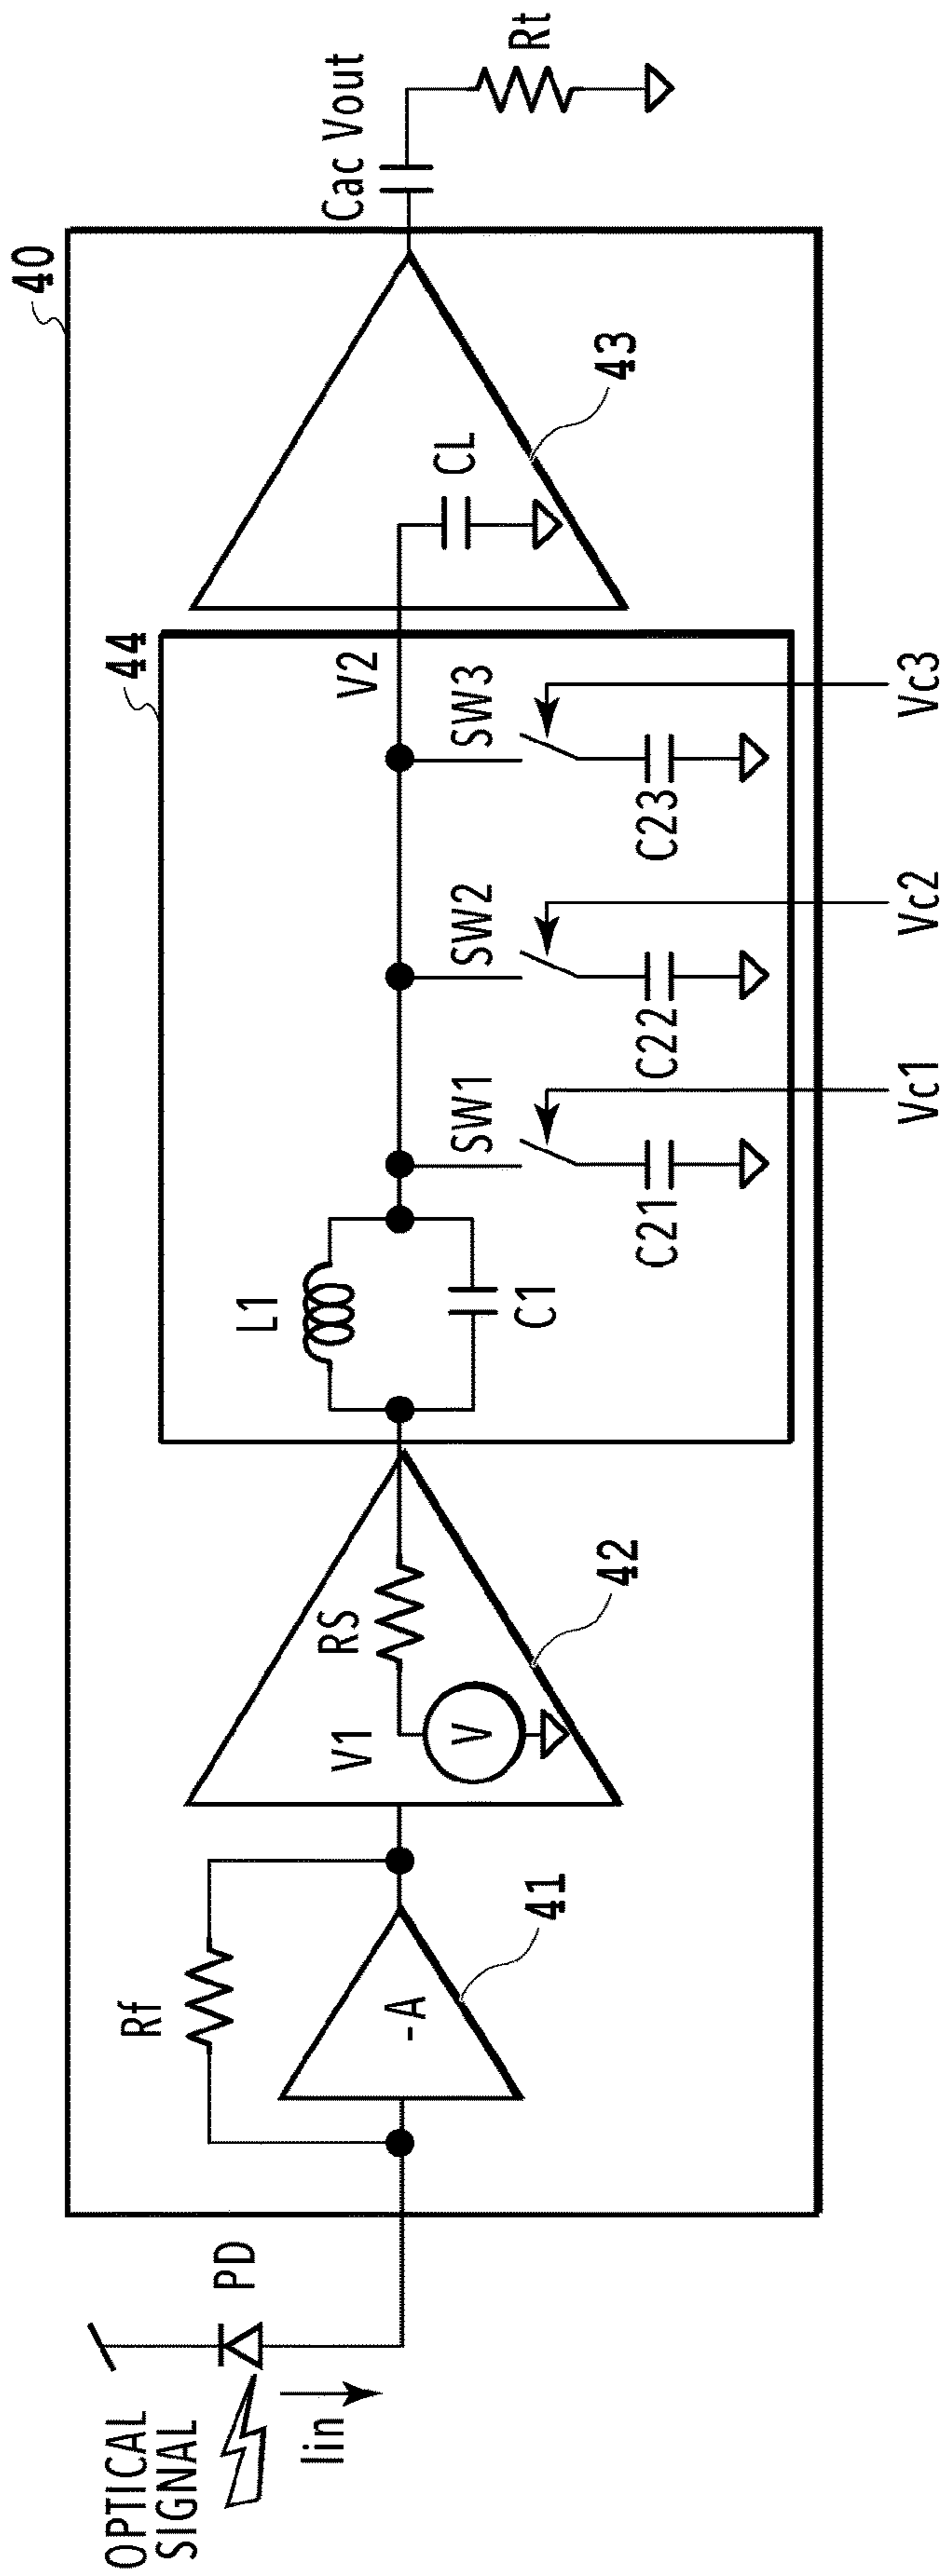 40
44
OPTICAL
SIGNAL
PD
Iin
Rf
-A
41
V1
RS
V
42
L1
C1
SW1
SW2
SW3
V2
C21
C22
C23
Vc1
Vc2
Vc3
CL
43
Cac Vout
Rt